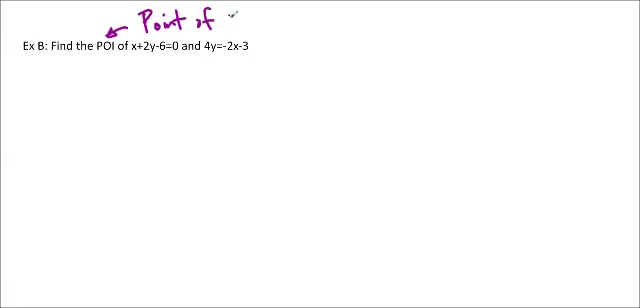 Point of
Ex B: Find the POI of x+2y-6=0 and 4y=-2x-3